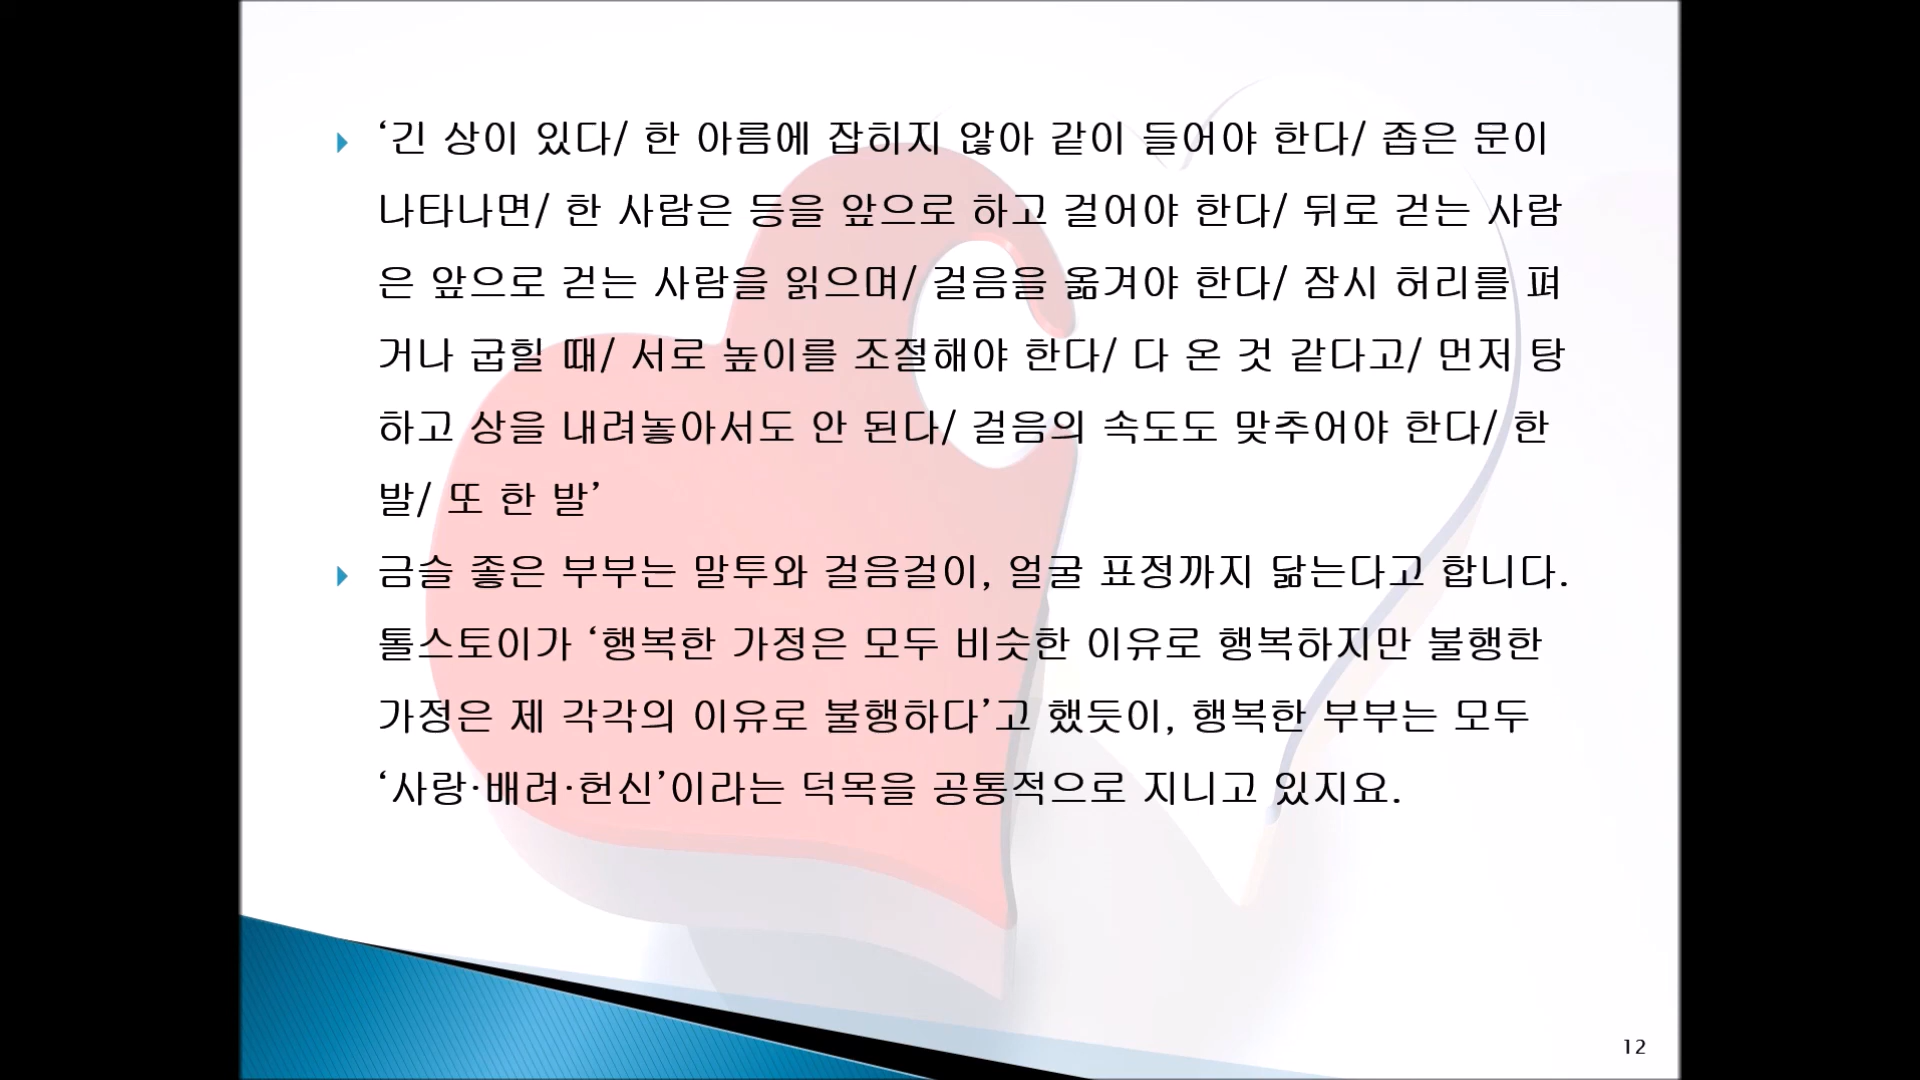 ‘긴 상이 있다/ 한 아름에 잡히지 않아 같이 들어야 한다/ 좁은 문이
나타나면/ 한 사람은 등을 앞으로 하고 걸어야 한다/ 뒤로 걷는 사람
은 앞으로 걷는 사람을 읽으며/ 걸음을 옮겨야 한다/ 잠시 허리를 펴
거나 굽힐 때/ 서로 높이를 조절해야 한다/ 다 온 것 같다고/ 먼저 탕
하고 상을 내려놓아서도 안 된다/ 걸음의 속도도 맞추어야 한다/ 한
발/ 또 한 발’
금슬 좋은 부부는 말투와 걸음걸이, 얼굴 표정까지 닮는다고 합니다.
톨스토이가 ‘행복한 가정은 모두 비슷한 이유로 행복하지만 불행한
가정은 제 각각의 이유로 불행하다’고 했듯이, 행복한 부부는 모두
‘사랑·배려·헌신’이라는 덕목을 공통적으로 지니고 있지요.
12